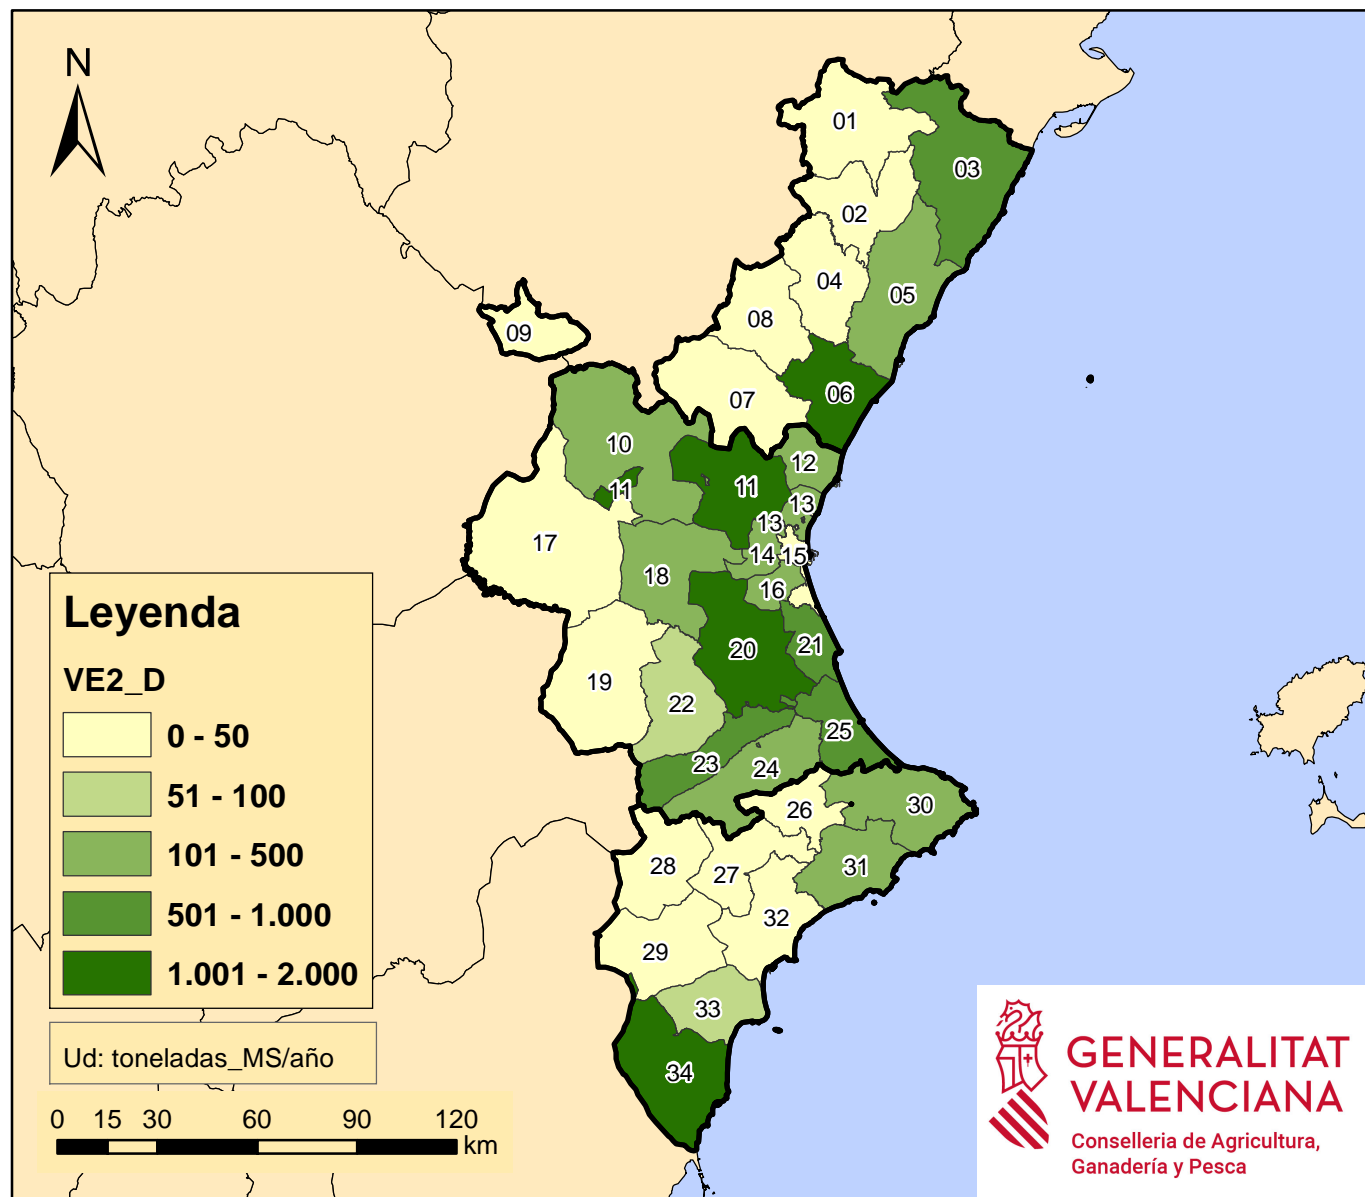 N
01
03
02
04
05
08
09
07
06
10
12
11
11
13
13
17
14
15
18
16
20
21
19
22
25
23
24
26
30
28
27
31
32
29
33
34
Leyenda
VE2_D
0 - 50
51 - 100
101 - 500
501 - 1.000
1.001 - 2.000
Ud: toneladas_MS/año
0 15 30 60 90 120
km
GENERALITAT
VALENCIANA
Conselleria de Agricultura,
Ganadería y Pesca